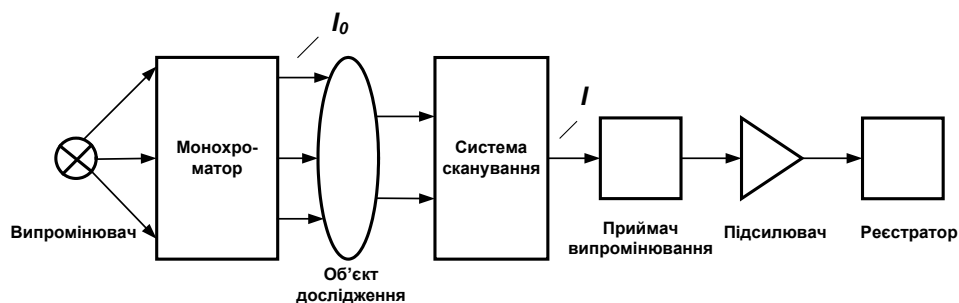 I0
I
Монохро-
матор
Система
сканування
Випромінювач
Приймач
випромінювання
Підсилювач
Реєстратор
Об’єкт
дослідження